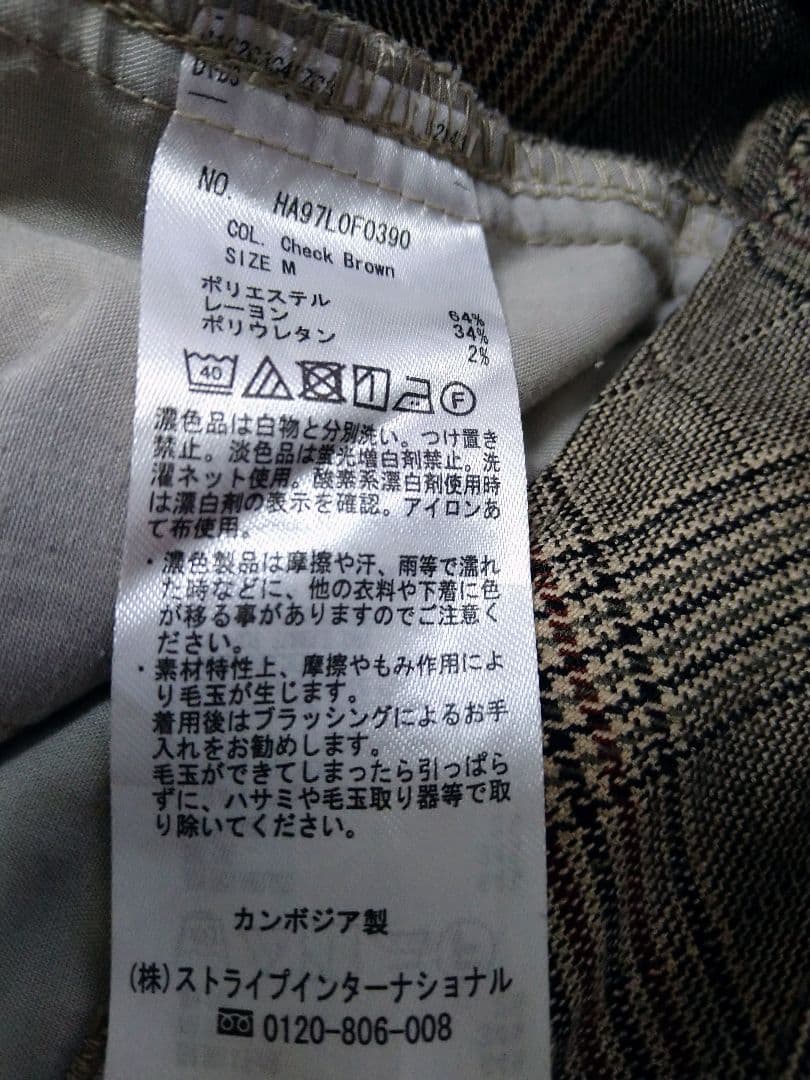 NO. HA97L0F0390
COL. Check Brown
SIZE M
ポリエステル 64%
レーヨン 34%
ポリウレタン 2%
40
F
濃色品は白物と分別洗い。つけ置き
禁止。淡色品は蛍光増白剤禁止。洗
濯ネット使用。酸素系漂白剤使用時
は漂白剤の表示を確認。アイロンあ
て布使用。
・濃色製品は摩擦や汗、雨等で濡れ
た時などに、他の衣料や下着に色
が移る事がありますのでご注意く
ださい。
・素材特性上、摩擦やもみ作用によ
り毛玉が生じます。
着用後はブラッシングによるお手
入れをお勧めします。
毛玉ができてしまったら引っぱら
ずに、ハサミや毛玉取り器等で取
り除いてください。
カンボジア製
(株)ストライプインターナショナル
0120-806-008